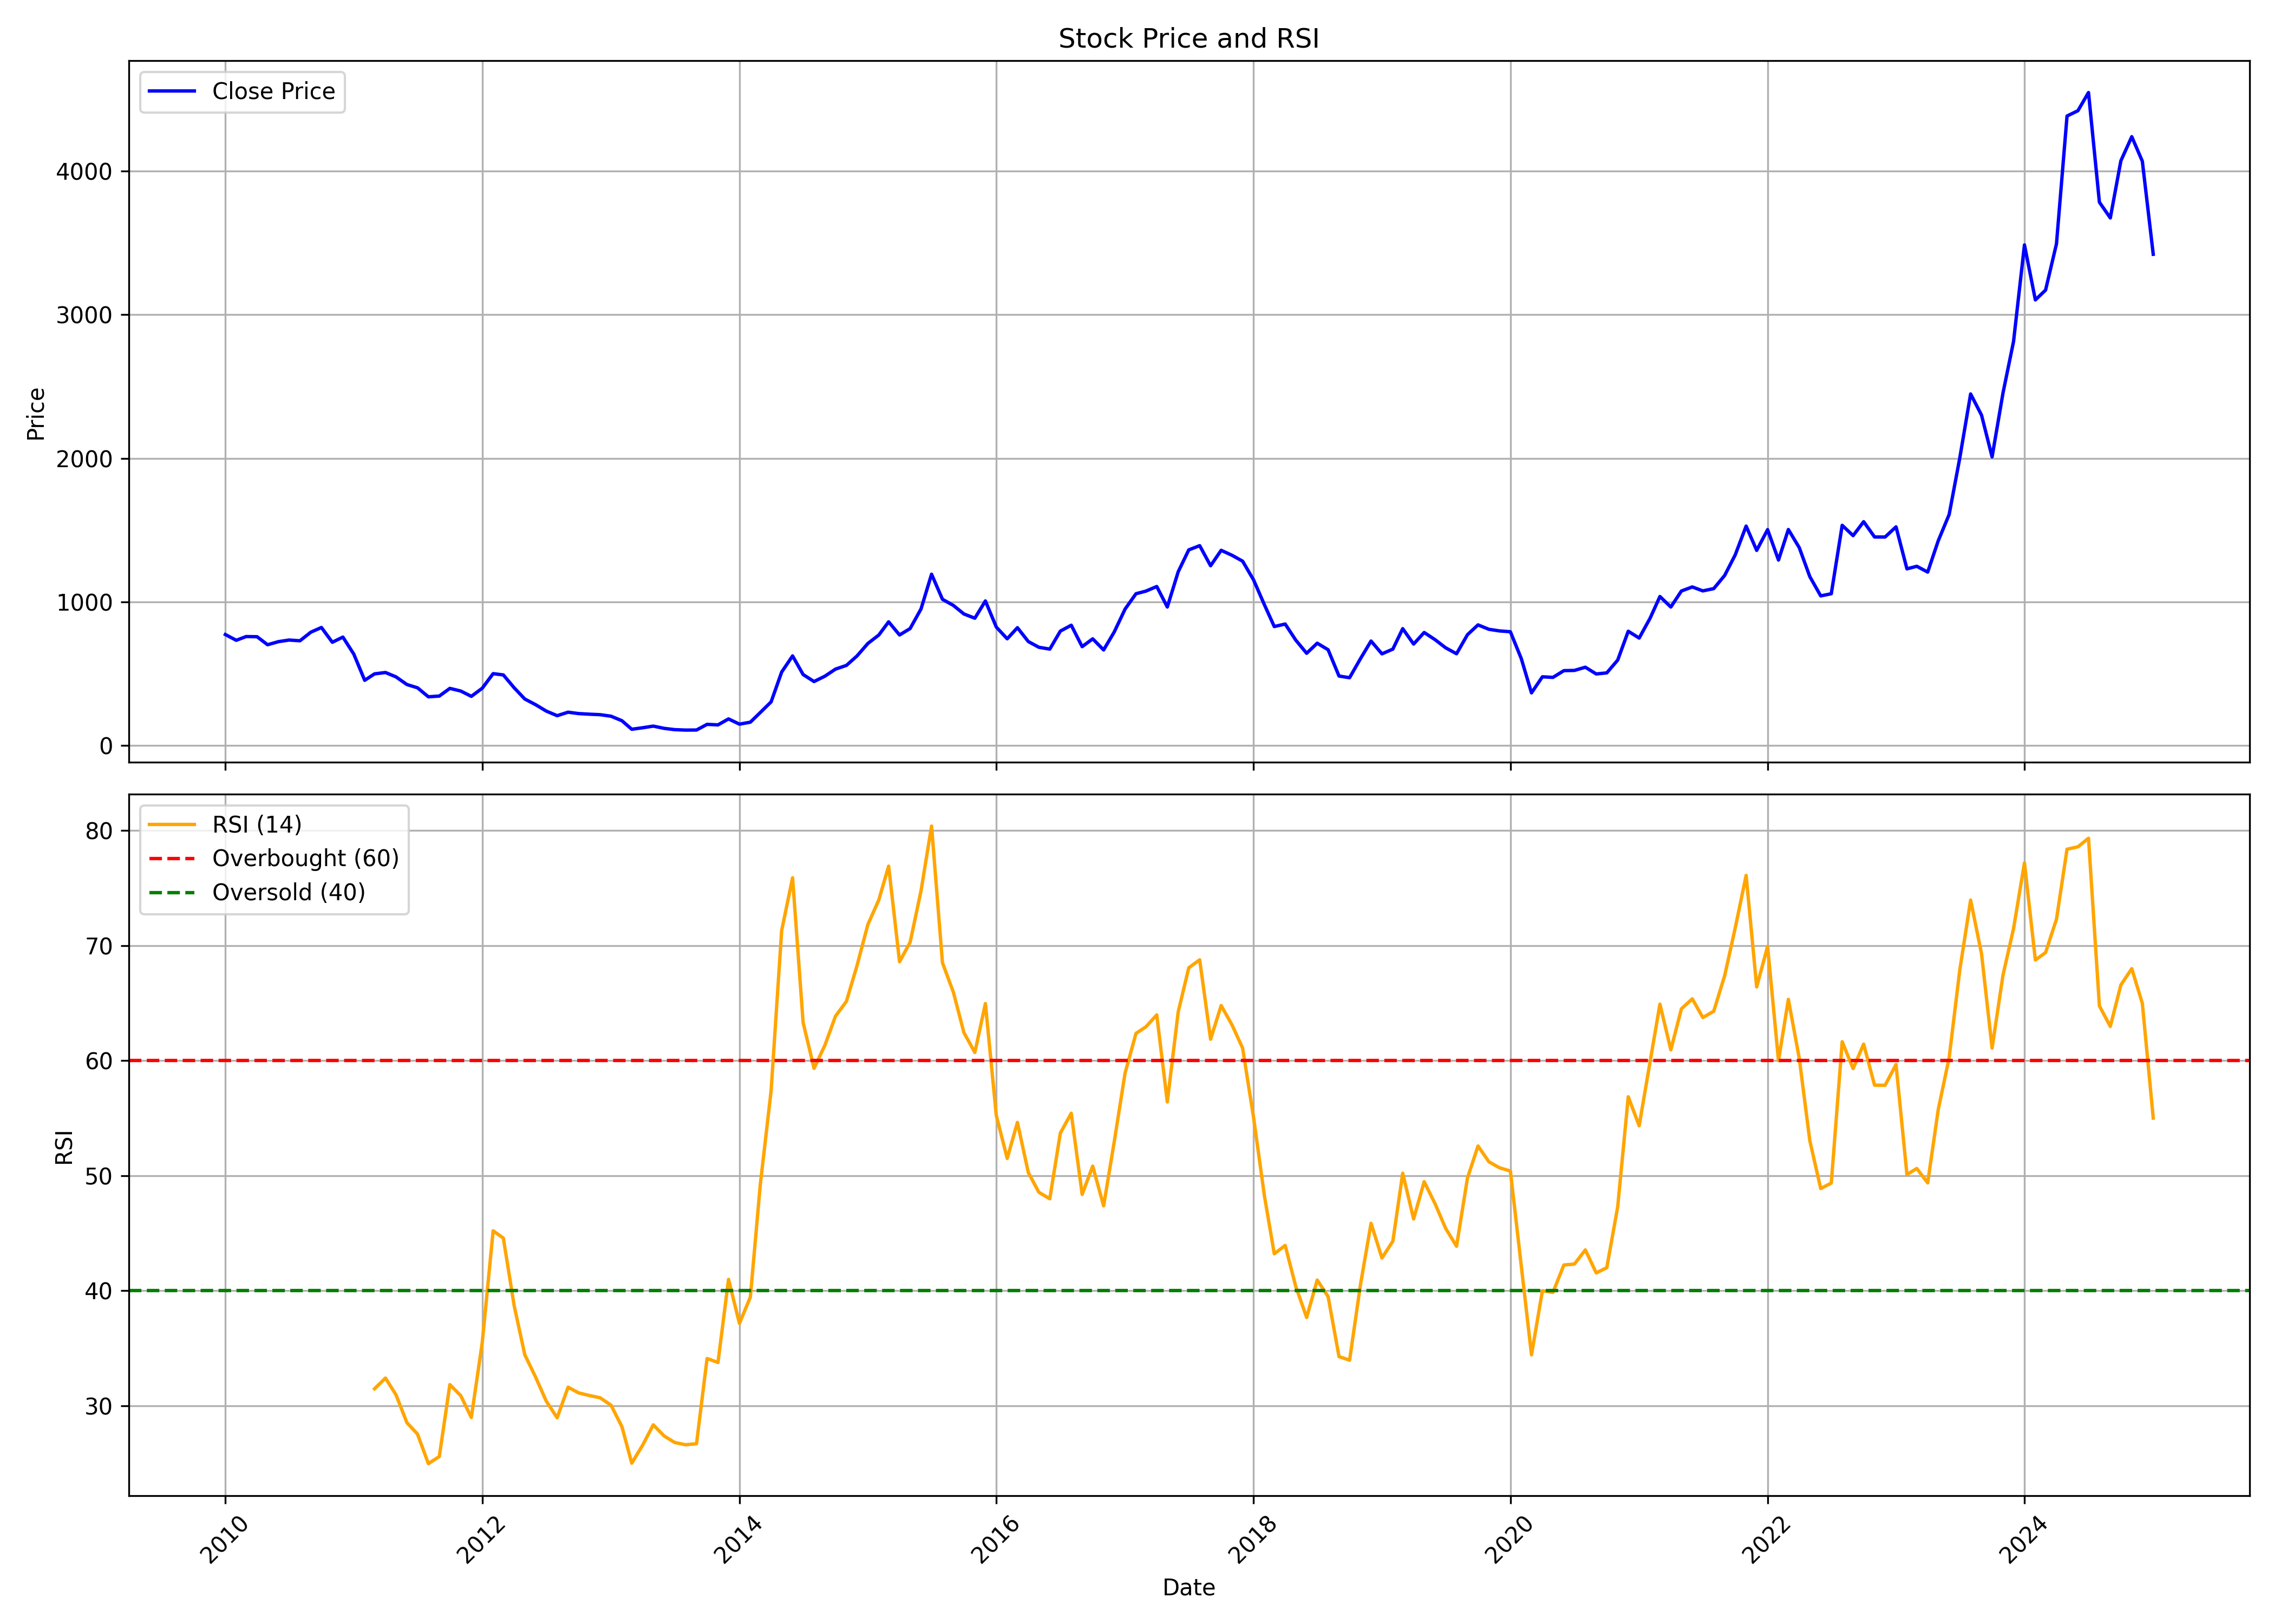 Stock Price and RSI
Close Price
4000
3000
2000
1000
0
Price
RSI (14)
Overbought (60)
Oversold (40)
80
70
60
50
40
30
RSI
2010
2012
2014
2016
2018
2020
2022
2024
Date